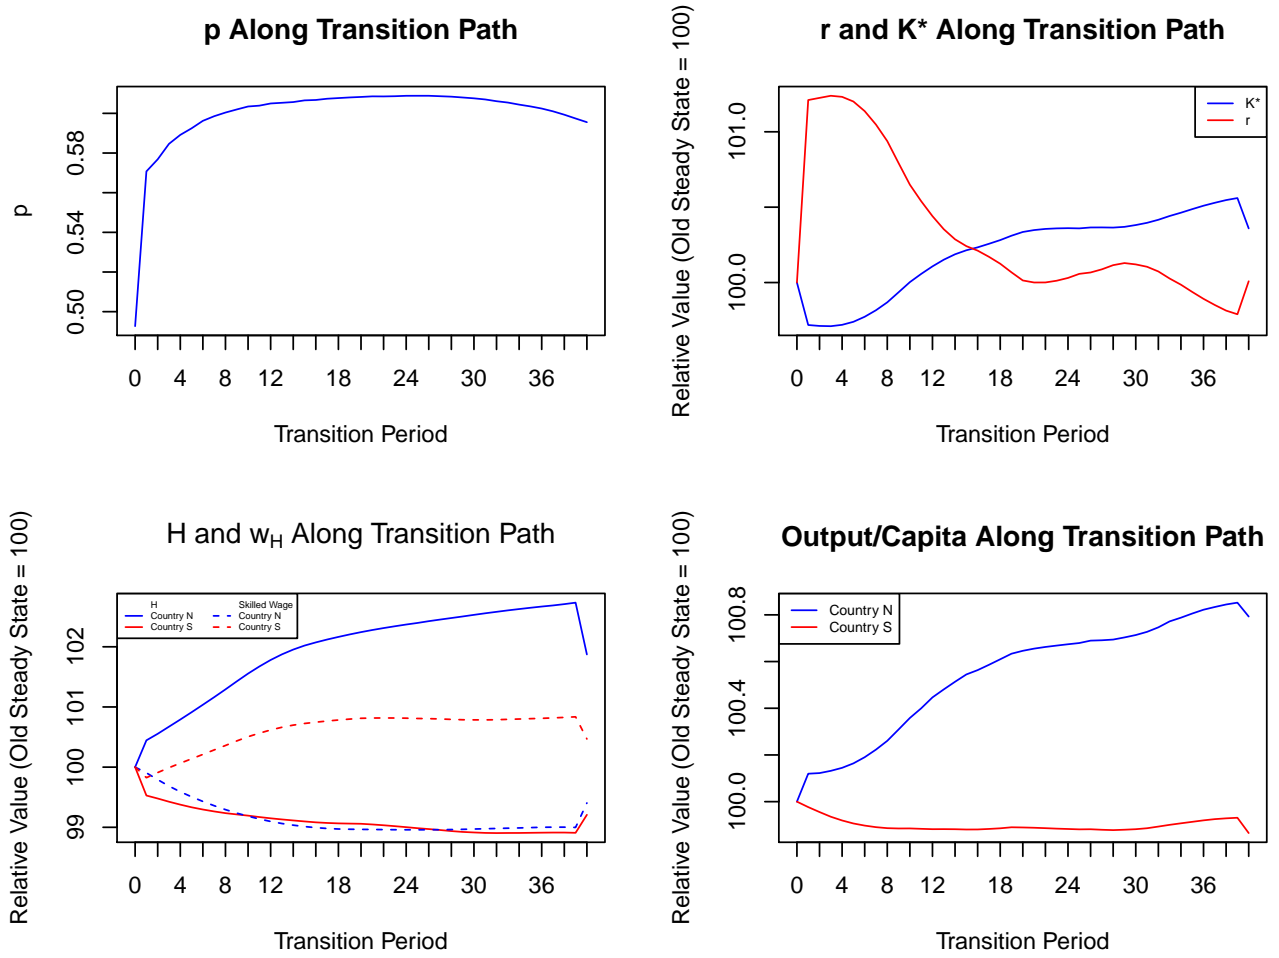 p Along Transition Path
p
0.50
0.54
0.58
0 4 8 12 18 24 30 36
Transition Period
r and K* Along Transition Path
Relative Value (Old Steady State = 100)
100.0
101.0
K*
r
0 4 8 12 18 24 30 36
Transition Period
H and wH Along Transition Path
Relative Value (Old Steady State = 100)
99
100
101
102
H Skilled Wage
Country N Country N
Country S Country S
0 4 8 12 18 24 30 36
Transition Period
Output/Capita Along Transition Path
Relative Value (Old Steady State = 100)
100.0
100.4
100.8
Country N
Country S
0 4 8 12 18 24 30 36
Transition Period